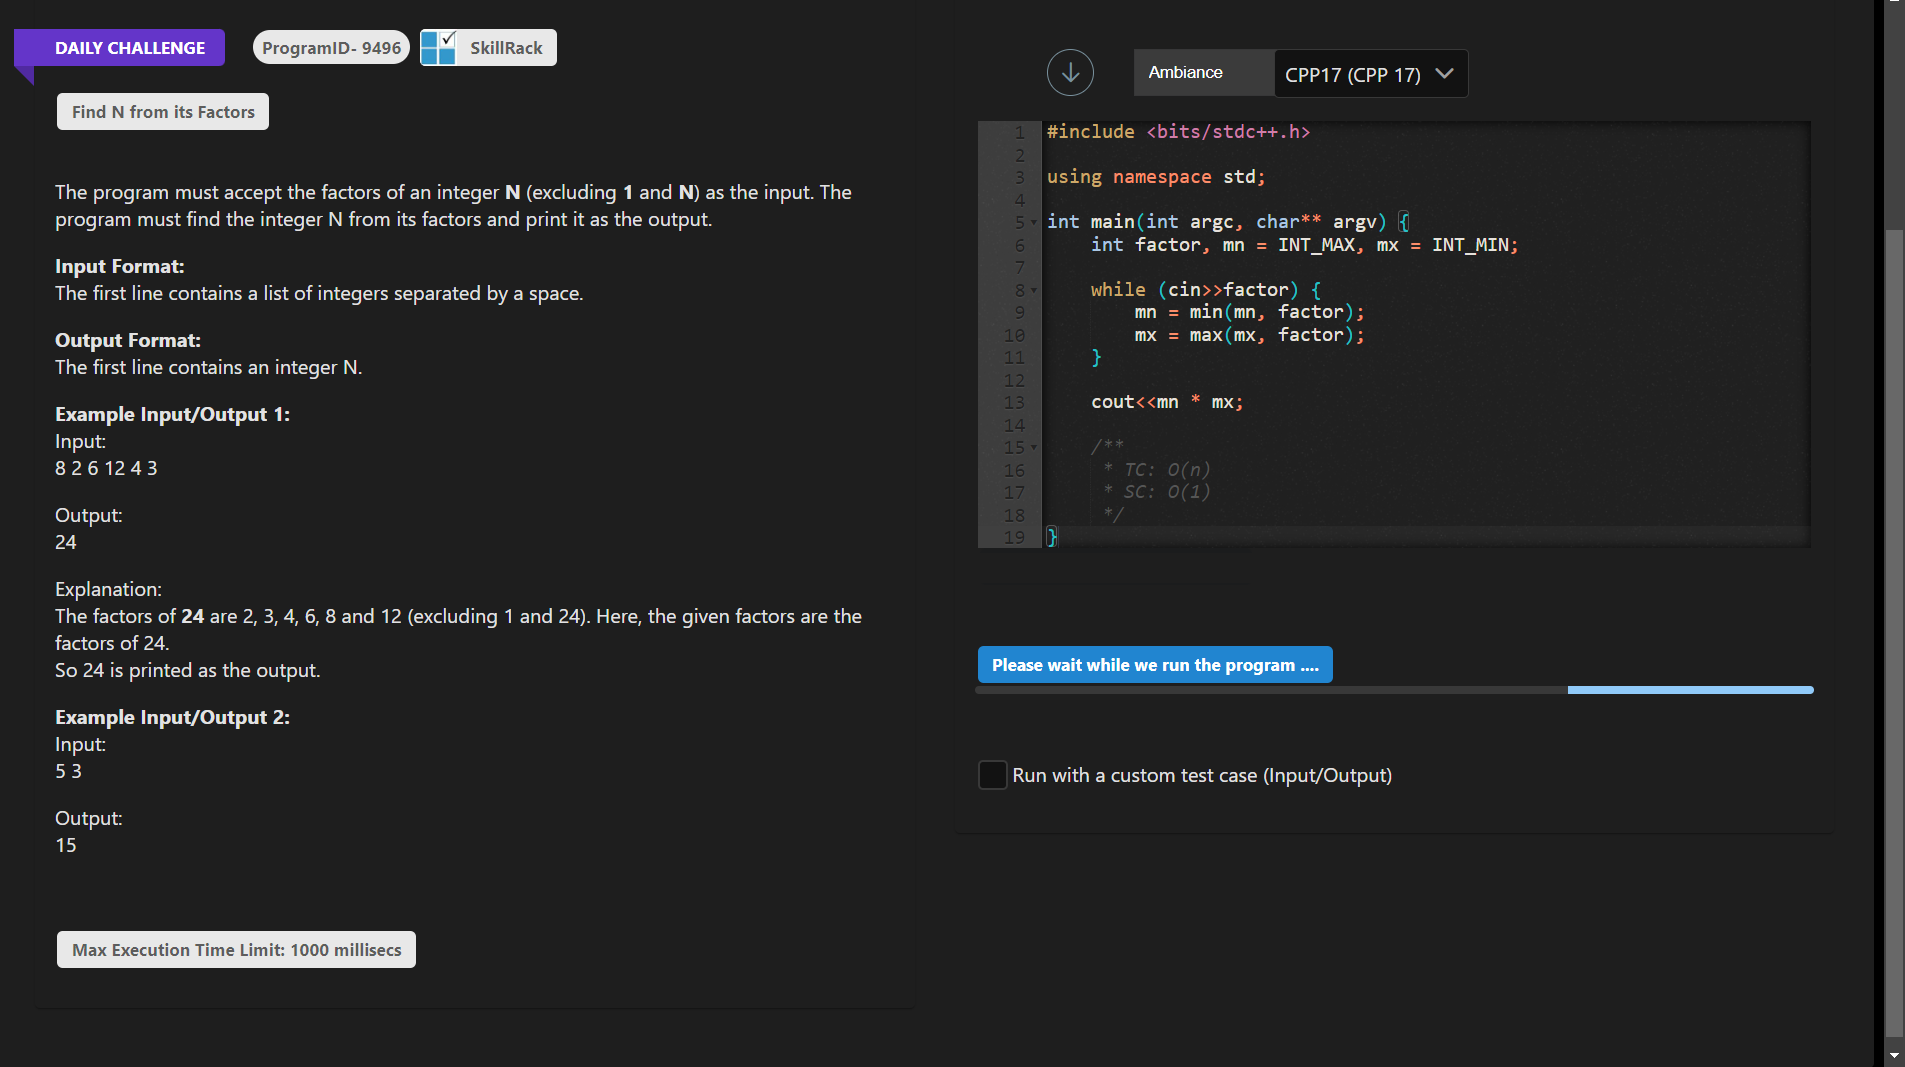 DAILY CHALLENGE
ProgramID- 9496
SkillRack
Find N from its Factors
The program must accept the factors of an integer N (excluding 1 and N) as the input. The
program must find the integer N from its factors and print it as the output.
Input Format:
The first line contains a list of integers separated by a space.
Output Format:
The first line contains an integer N.
Example Input/Output 1:
Input:
8 2 6 12 4 3
Output:
24
Explanation:
The factors of 24 are 2, 3, 4, 6, 8 and 12 (excluding 1 and 24). Here, the given factors are the
factors of 24.
So 24 is printed as the output.
Example Input/Output 2:
Input:
5 3
Output:
15
Max Execution Time Limit: 1000 millisecs
Ambiance
CPP17 (CPP 17)
1 #include <bits/stdc++.h>
2
3 using namespace std;
4
5 int main(int argc, char** argv) {
6     int factor, mn = INT_MAX, mx = INT_MIN;
7
8     while (cin>>factor) {
9         mn = min(mn, factor);
10         mx = max(mx, factor);
11     }
12
13     cout<<mn * mx;
14
15     /**
16      * TC: O(n)
17      * SC: O(1)
18      */
19 }
Please wait while we run the program ....
Run with a custom test case (Input/Output)